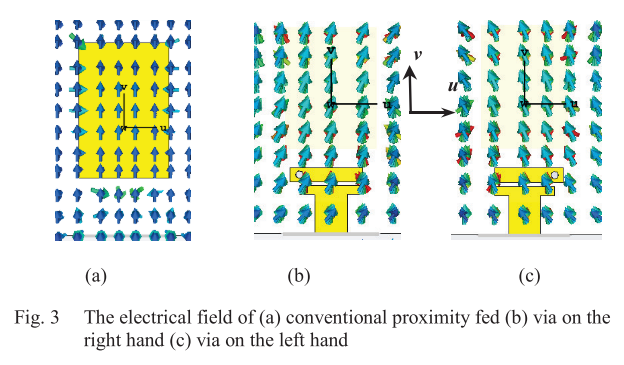 v
u
v
u
v
u
v
u
(a)
(b)
(c)
Fig. 3 The electrical field of (a) conventional proximity fed (b) via on the
right hand (c) via on the left hand